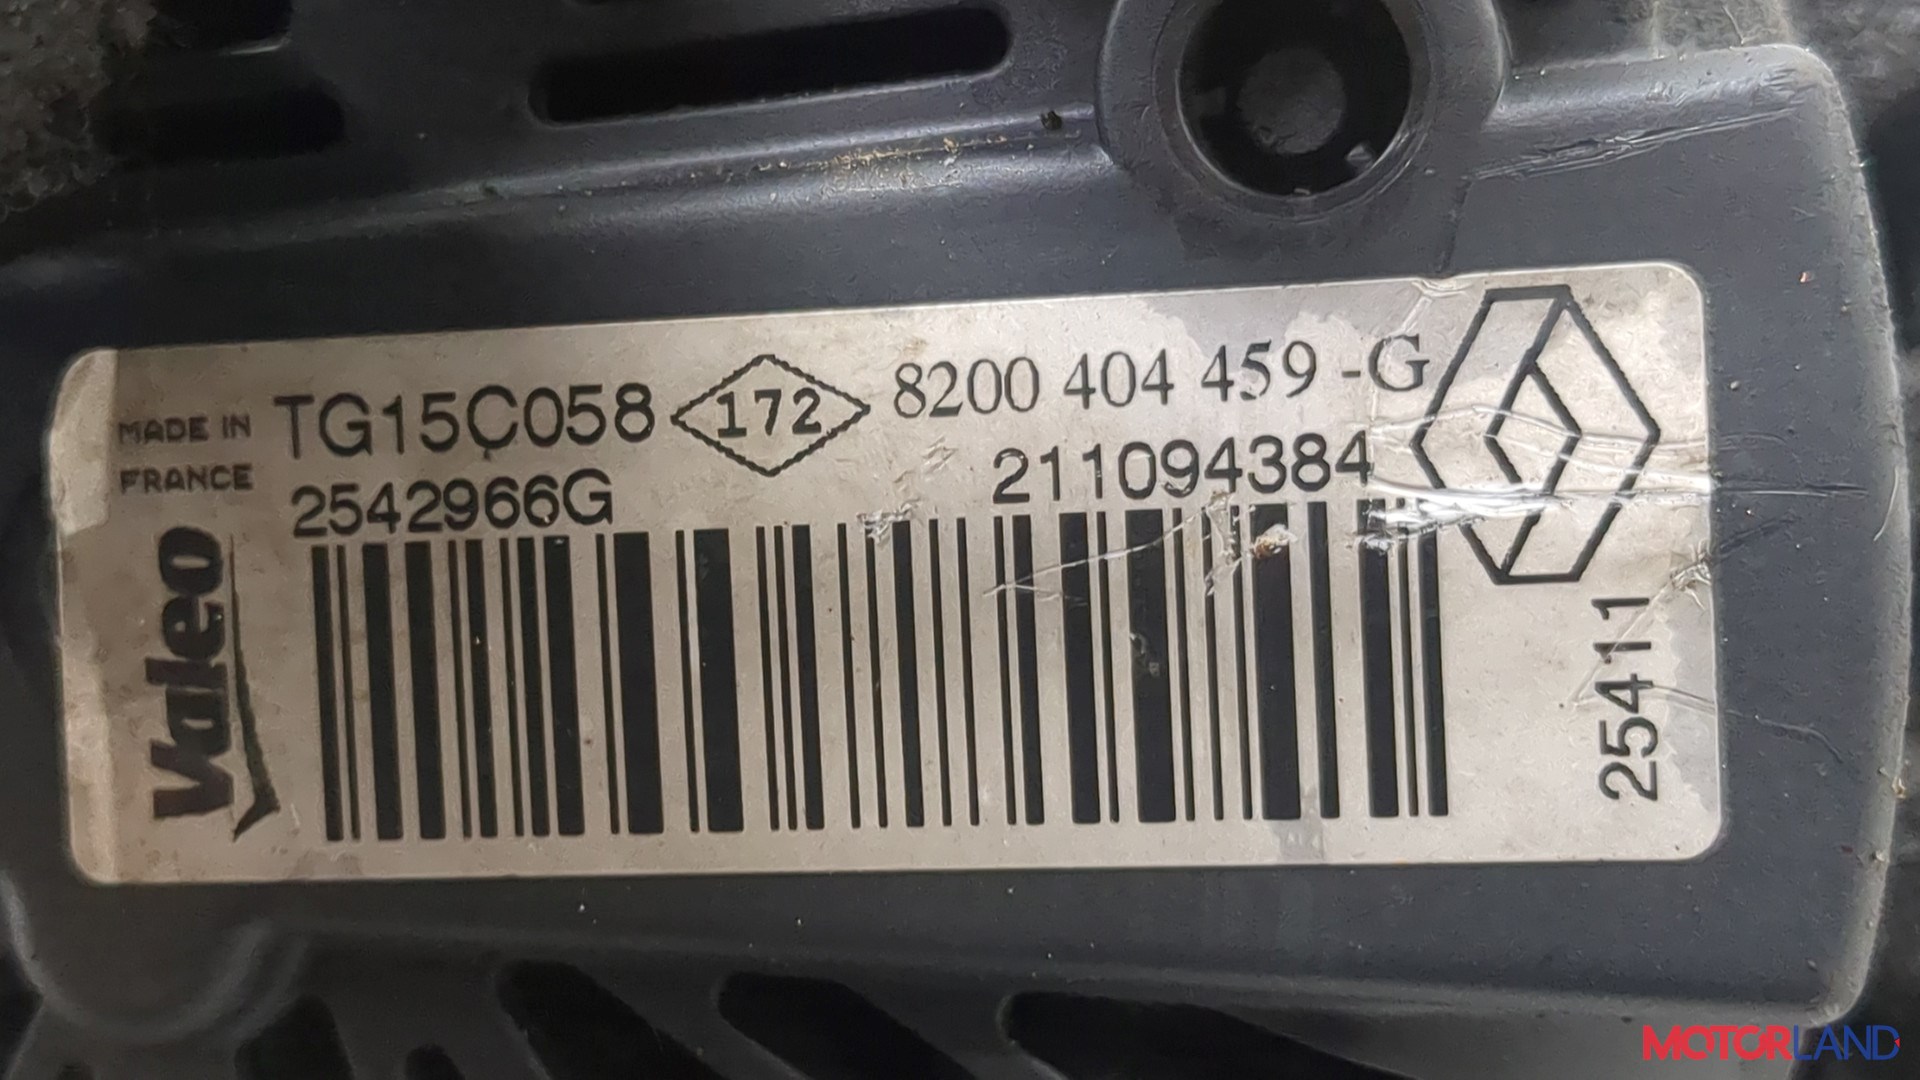 MADE IN
FRANCE
TG15C058
172
8200 404 459 -G
2542966G
211094384
Valeo
25411
MOTORLAND